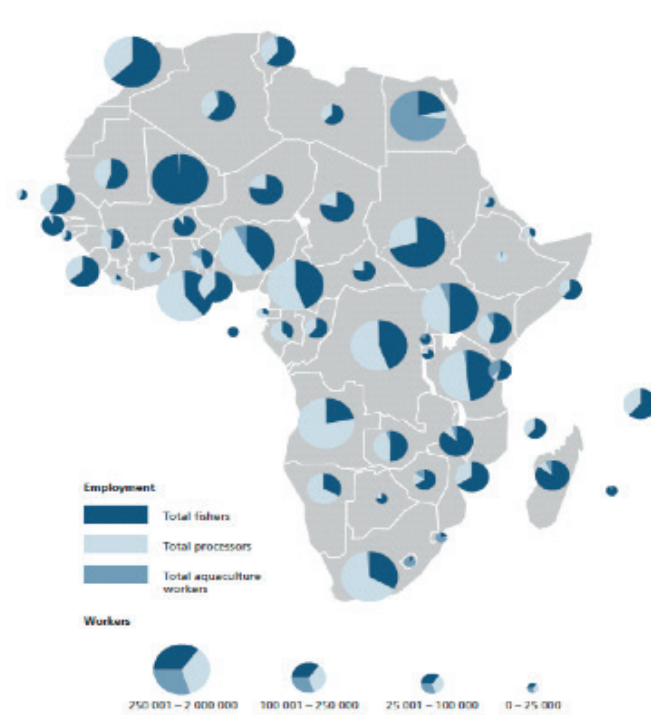 Employment
Total fishers
Total processors
Total aquaculture
workers
Workers
250 001 – 2 000 000
100 001 – 250 000
25 001 – 100 000
0 – 25 000